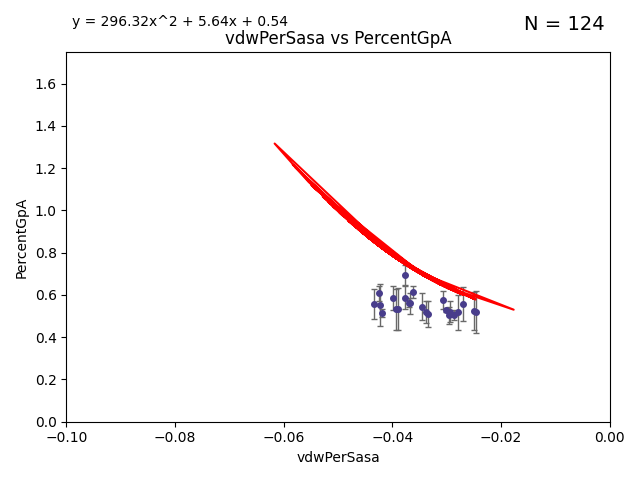 y = 296.32x^2 + 5.64x + 0.54
N = 124
vdwPerSasa vs PercentGpA
1.6
1.4
1.2
1.0
0.8
0.6
0.4
0.2
0.0
PercentGpA
−0.10 −0.08 −0.06 −0.04 −0.02 0.00
vdwPerSasa